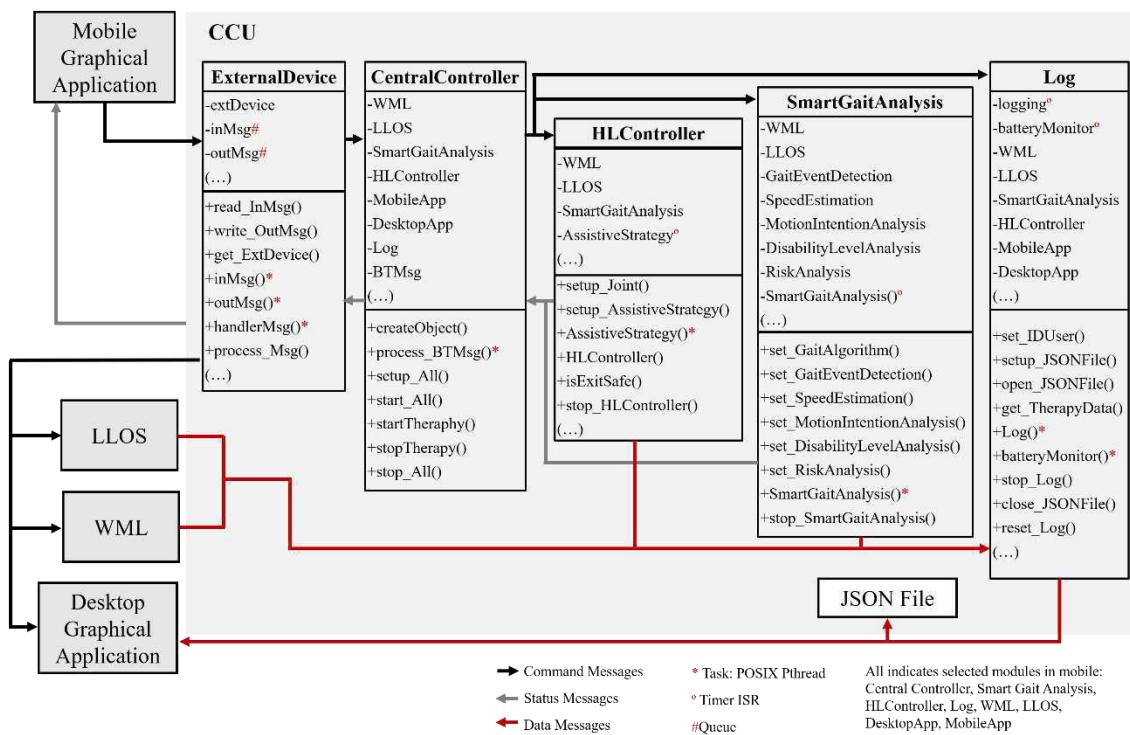 Mobile
Graphical
Application
CCU
ExternalDevice
-extDevice
-inMsg#
-outMsg#
(…)
+read_InMsg()
+write_OutMsg()
+get_ExtDevice()
+inMsg()*
+outMsg()*
+handlerMsg()*
+process_Msg()
(…)
CentralController
-WML
-LLOS
-SmartGaitAnalysis
-HLController
-MobileApp
-DesktopApp
-Log
-BTMsg
(…)
+createObject()
+process_BTMsg()*
+setup_All()
+start_All()
+startTheraphy()
+stopTherapy()
+stop_All()
HLController
-WML
-LLOS
-SmartGaitAnalysis
-AssistiveStrategyº
(…)
+setup_Joint()
+setup_AssistiveStrategy()
+AssistiveStrategy()*
+HLController()
+isExitSafe()
+stop_HLController()
(…)
SmartGaitAnalysis
-WML
-LLOS
-GaitEventDetection
-SpeedEstimation
-MotionIntentionAnalysis
-DisabilityLevelAnalysis
-RiskAnalysis
-SmartGaitAnalysis()º
(…)
+set_GaitAlgorithm()
+set_GaitEventDetection()
+set_SpeedEstimation()
+set_MotionIntentionAnalysis()
+set_DisabilityLevelAnalysis()
+set_RiskAnalysis()
+SmartGaitAnalysis()*
+stop_SmartGaitAnalysis()
Log
-loggingº
-batteryMonitorº
-WML
-LLOS
-SmartGaitAnalysis
-HLController
-MobileApp
-DesktopApp
(…)
+set_IDUser()
+setup_JSONFile()
+open_JSONFile()
+get_TherapyData()
+Log()*
+batteryMonitor()*
+stop_Log()
+close_JSONFile()
+reset_Log()
(…)
LLOS
WML
Desktop
Graphical
Application
JSON File
Command Messages
Status Messages
Data Messages
* Task: POSIX Pthread
º Timer ISR
#Queue
All indicates selected modules in mobile:
Central Controller, Smart Gait Analysis,
HLController, Log, WML, LLOS,
DesktopApp, MobileApp